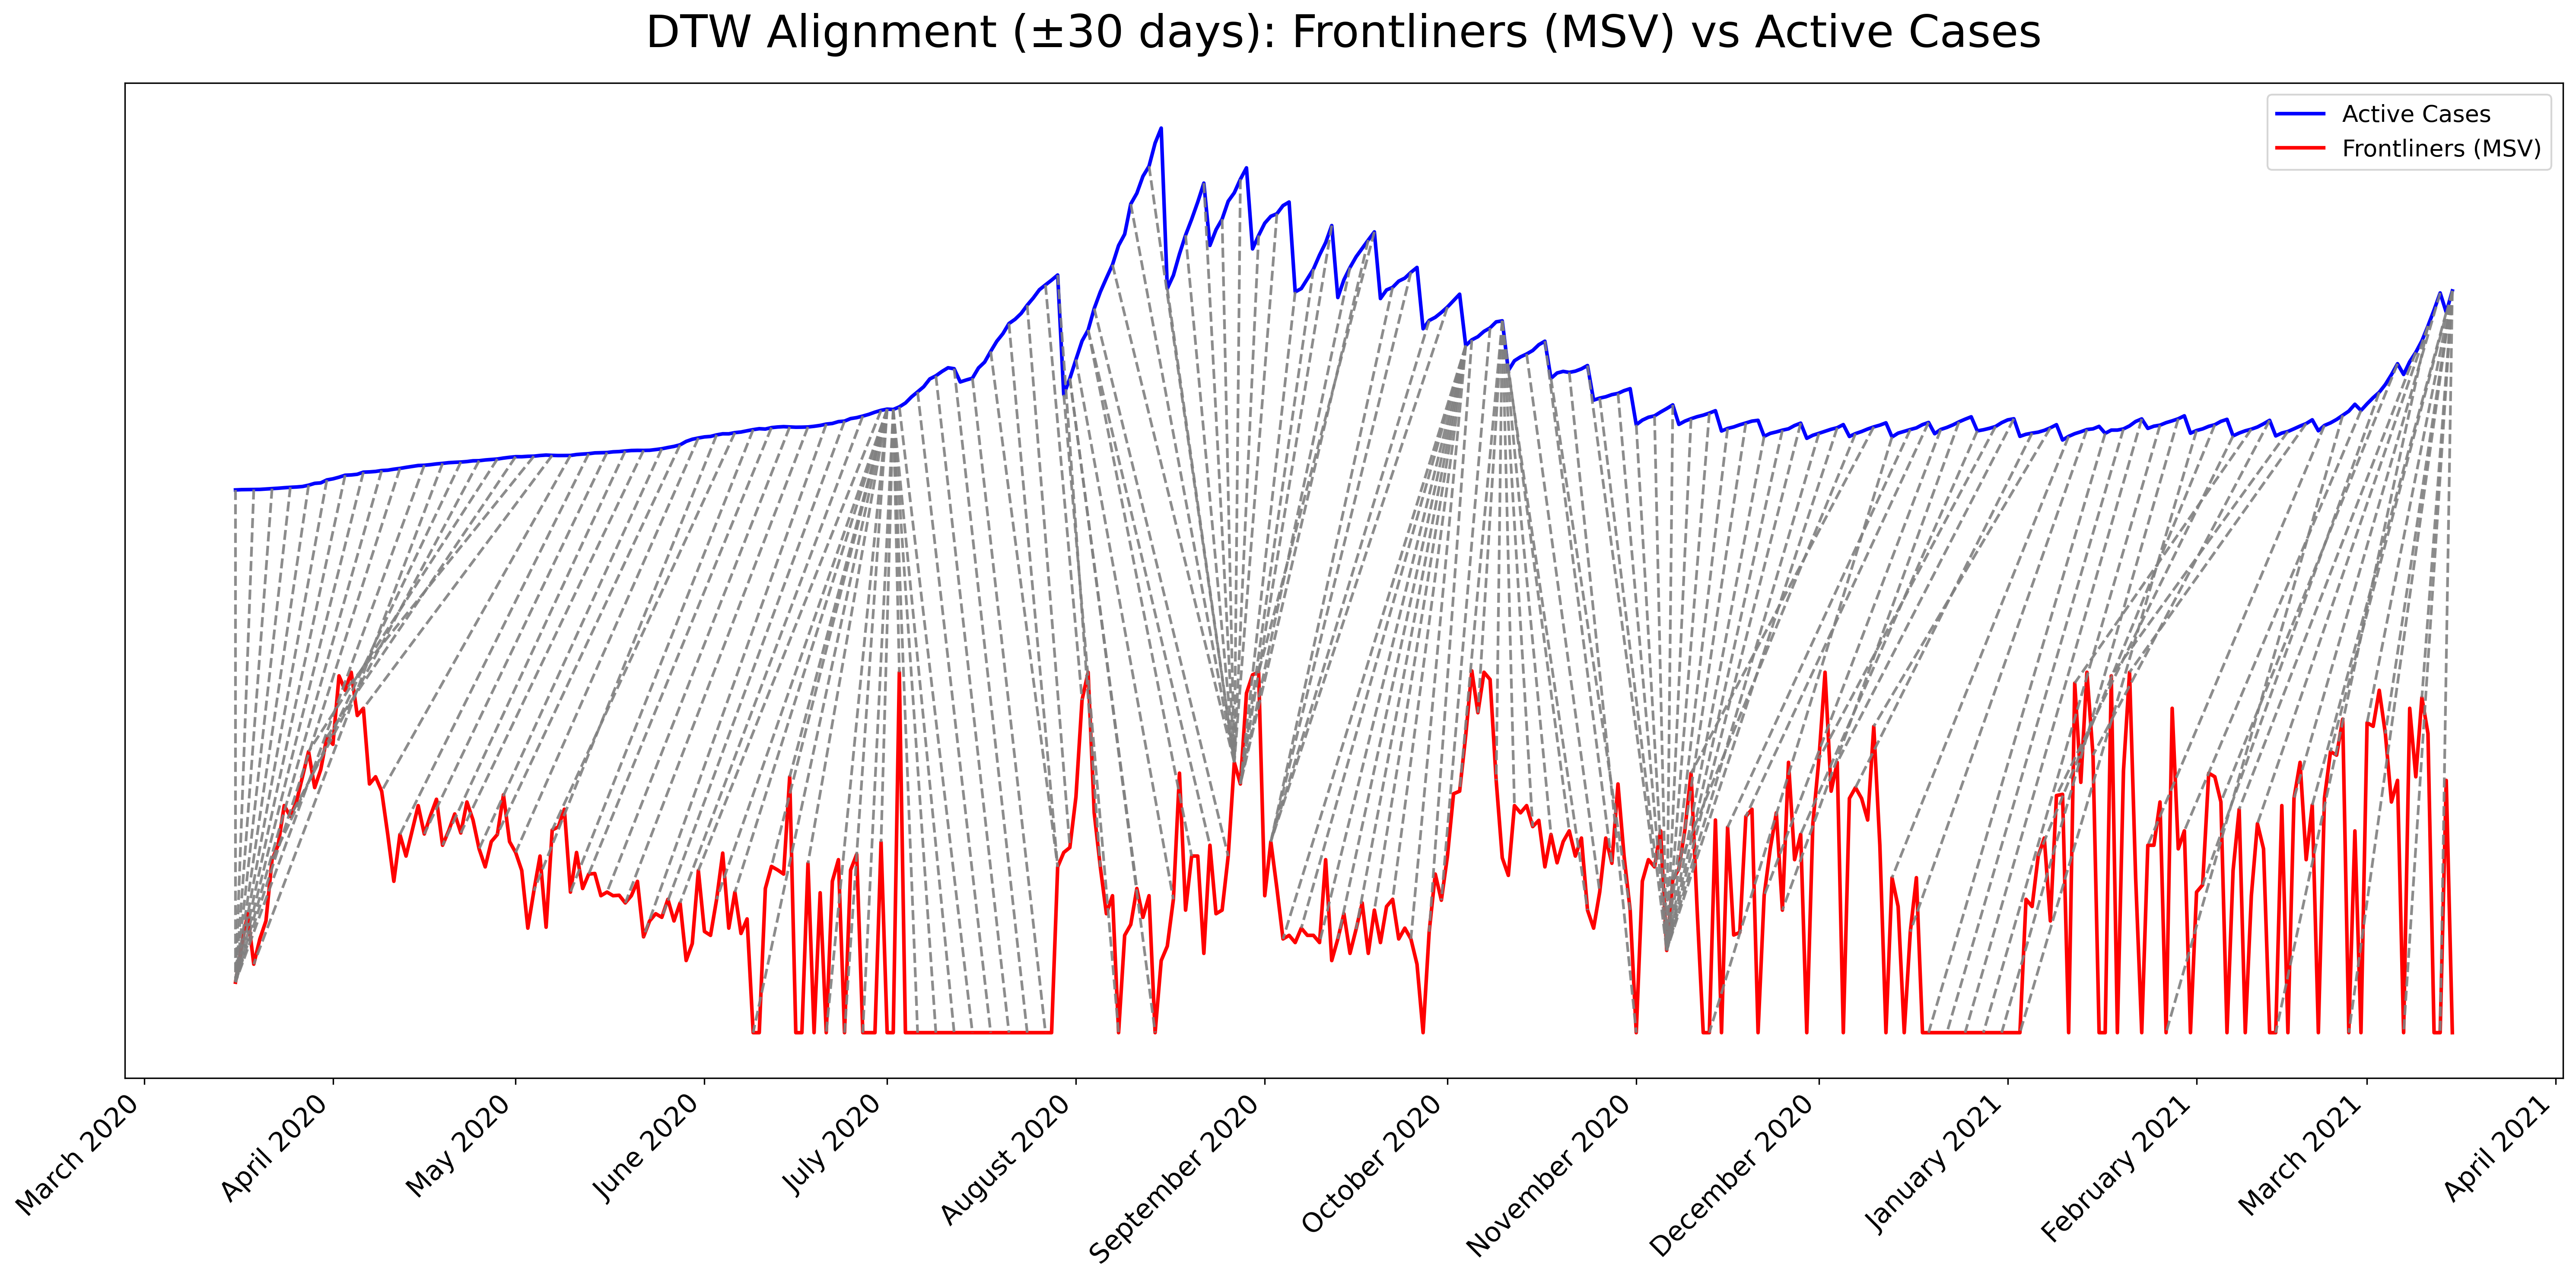 DTW Alignment (±30 days): Frontliners (MSV) vs Active Cases
Active Cases
Frontliners (MSV)
March 2020
April 2020
May 2020
June 2020
July 2020
August 2020
September 2020
October 2020
November 2020
December 2020
January 2021
February 2021
March 2021
April 2021